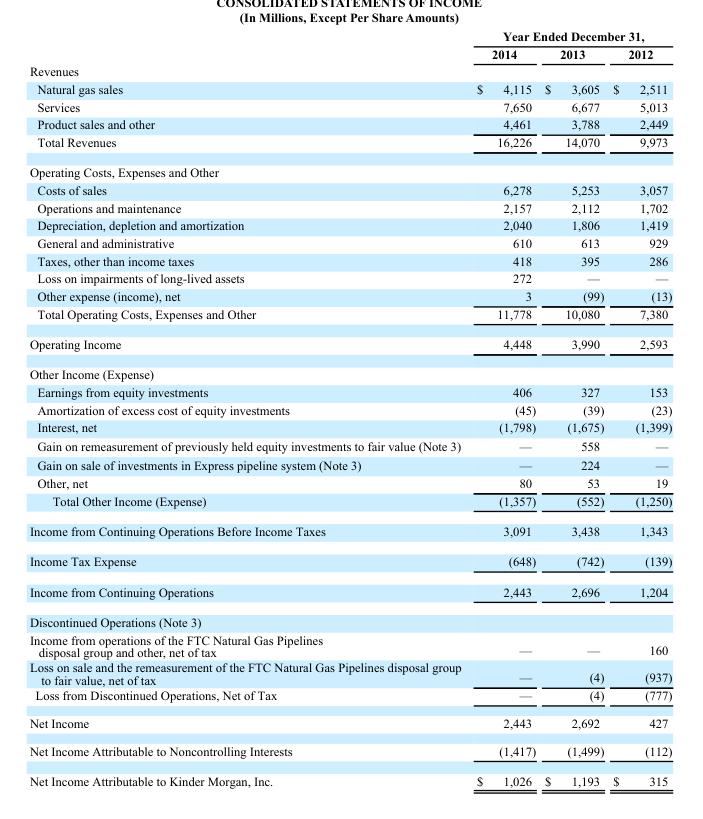 CONSOLIDATED STATEMENTS OF INCOME
(In Millions, Except Per Share Amounts)
Year Ended December 31,
2014 2013 2012
Revenues
Natural gas sales $ 4,115 $ 3,605 $ 2,511
Services 7,650 6,677 5,013
Product sales and other 4,461 3,788 2,449
Total Revenues 16,226 14,070 9,973
Operating Costs, Expenses and Other
Costs of sales 6,278 5,253 3,057
Operations and maintenance 2,157 2,112 1,702
Depreciation, depletion and amortization 2,040 1,806 1,419
General and administrative 610 613 929
Taxes, other than income taxes 418 395 286
Loss on impairments of long-lived assets 272 — —
Other expense (income), net 3 (99) (13)
Total Operating Costs, Expenses and Other 11,778 10,080 7,380
Operating Income 4,448 3,990 2,593
Other Income (Expense)
Earnings from equity investments 406 327 153
Amortization of excess cost of equity investments (45) (39) (23)
Interest, net (1,798) (1,675) (1,399)
Gain on remeasurement of previously held equity investments to fair value (Note 3) — 558 —
Gain on sale of investments in Express pipeline system (Note 3) — 224 —
Other, net 80 53 19
Total Other Income (Expense) (1,357) (552) (1,250)
Income from Continuing Operations Before Income Taxes 3,091 3,438 1,343
Income Tax Expense (648) (742) (139)
Income from Continuing Operations 2,443 2,696 1,204
Discontinued Operations (Note 3)
Income from operations of the FTC Natural Gas Pipelines
disposal group and other, net of tax — — 160
Loss on sale and the remeasurement of the FTC Natural Gas Pipelines disposal group
to fair value, net of tax — (4) (937)
Loss from Discontinued Operations, Net of Tax — (4) (777)
Net Income 2,443 2,692 427
Net Income Attributable to Noncontrolling Interests (1,417) (1,499) (112)
Net Income Attributable to Kinder Morgan, Inc. $ 1,026 $ 1,193 $ 315